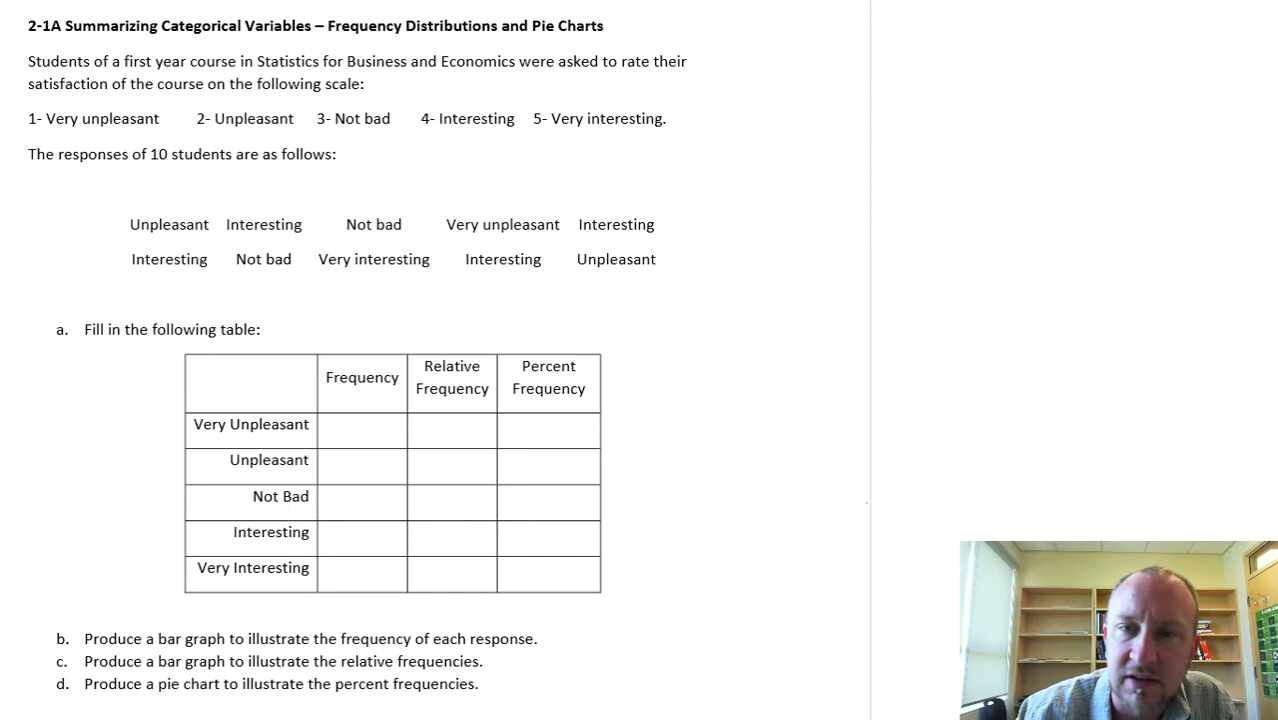 2-1A Summarizing Categorical Variables – Frequency Distributions and Pie Charts
Students of a first year course in Statistics for Business and Economics were asked to rate their
satisfaction of the course on the following scale:
1- Very unpleasant 2- Unpleasant 3- Not bad 4- Interesting 5- Very interesting.
The responses of 10 students are as follows:
Unpleasant Interesting Not bad Very unpleasant Interesting
Interesting Not bad Very interesting Interesting Unpleasant
a. Fill in the following table:
Frequency Relative Frequency Percent Frequency
Very Unpleasant
Unpleasant
Not Bad
Interesting
Very Interesting
b. Produce a bar graph to illustrate the frequency of each response.
c. Produce a bar graph to illustrate the relative frequencies.
d. Produce a pie chart to illustrate the percent frequencies.